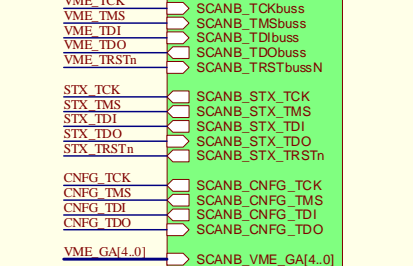 VME_TCK SCANB_TCKbuss
VME_TMS SCANB_TMSbuss
VME_TDI SCANB_TDIbuss
VME_TDO SCANB_TDObuss
VME_TRSTn SCANB_TRSTbussN
STX_TCK SCANB_STX_TCK
STX_TMS SCANB_STX_TMS
STX_TDI SCANB_STX_TDI
STX_TDO SCANB_STX_TDO
STX_TRSTn SCANB_STX_TRSTn
CNFG_TCK SCANB_CNFG_TCK
CNFG_TMS SCANB_CNFG_TMS
CNFG_TDI SCANB_CNFG_TDI
CNFG_TDO SCANB_CNFG_TDO
VME_GA[4..0] SCANB_VME_GA[4..0]